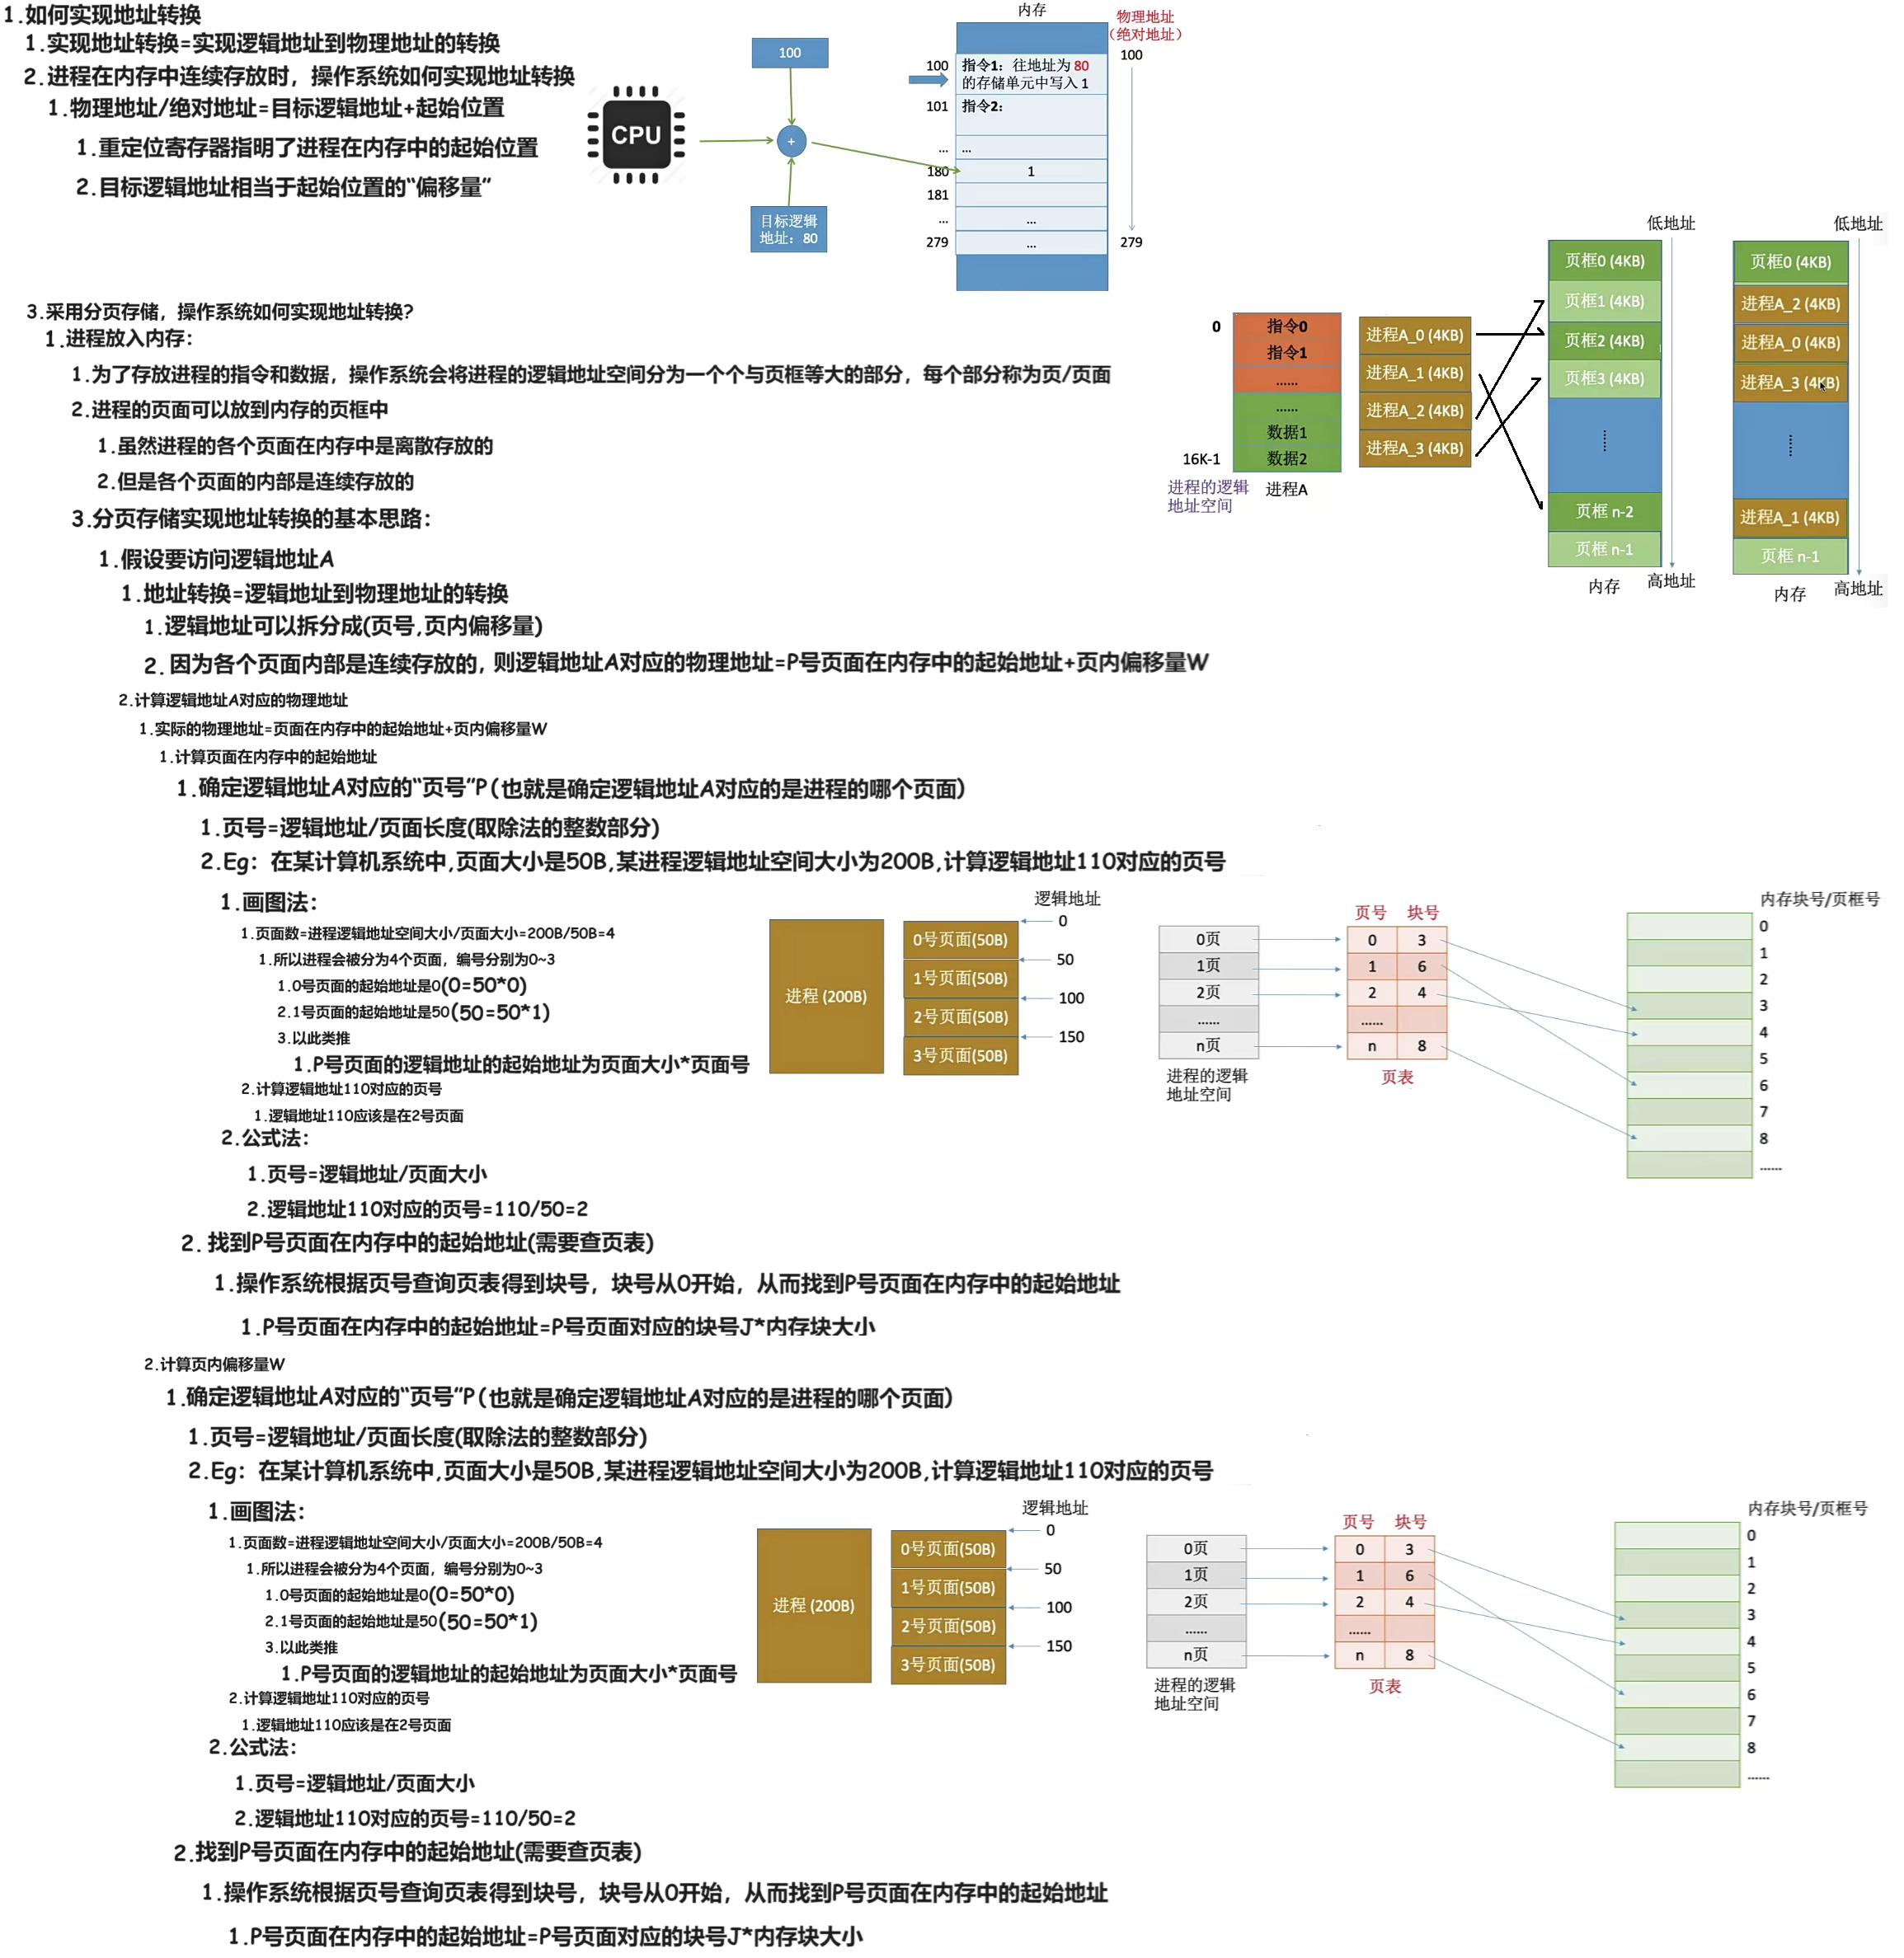 1.如何实现地址转换
1.实现地址转换=实现逻辑地址到物理地址的转换
2.进程在内存中连续存放时，操作系统如何实现地址转换
1.物理地址/绝对地址=目标逻辑地址+起始位置
1.重定位寄存器指明了进程在内存中的起始位置
2.目标逻辑地址相当于起始位置的“偏移量”
CPU
100
+
目标逻辑
地址：80
内存
物理地址
（绝对地址）
100
100
指令1：往地址为 80
的存储单元中写入 1
101
指令2：
...
...
180
1
181
...
...
279
...
279
3.采用分页存储，操作系统如何实现地址转换?
1.进程放入内存：
1.为了存放进程的指令和数据，操作系统会将进程的逻辑地址空间分为一个个与页框等大的部分，每个部分称为页/页面
2.进程的页面可以放到内存的页框中
1.虽然进程的各个页面在内存中是离散存放的
2.但是各个页面的内部是连续存放的
0
指令0
指令1
......
......
数据1
16K-1
数据2
进程的逻辑
地址空间
进程A
进程A_0 (4KB)
进程A_1 (4KB)
进程A_2 (4KB)
进程A_3 (4KB)
低地址
页框0 (4KB)
页框1 (4KB)
页框2 (4KB)
页框3 (4KB)
......
页框 n-2
页框 n-1
内存
高地址
低地址
页框0 (4KB)
进程A_2 (4KB)
进程A_0 (4KB)
进程A_3 (4KB)
......
进程A_1 (4KB)
页框 n-1
内存
高地址
3.分页存储实现地址转换的基本思路：
1.假设要访问逻辑地址A
1.地址转换=逻辑地址到物理地址的转换
1.逻辑地址可以拆分成(页号,页内偏移量)
2. 因为各个页面内部是连续存放的，则逻辑地址A对应的物理地址=P号页面在内存中的起始地址+页内偏移量W
2.计算逻辑地址A对应的物理地址
1.实际的物理地址=页面在内存中的起始地址+页内偏移量W
1.计算页面在内存中的起始地址
1.确定逻辑地址A对应的“页号”P(也就是确定逻辑地址A对应的是进程的哪个页面)
1.页号=逻辑地址/页面长度(取除法的整数部分)
2.Eg：在某计算机系统中,页面大小是50B,某进程逻辑地址空间大小为200B,计算逻辑地址110对应的页号
1.画图法：
1.页面数=进程逻辑地址空间大小/页面大小=200B/50B=4
1.所以进程会被分为4个页面，编号分别为0~3
1.0号页面的起始地址是0(0=50*0)
2.1号页面的起始地址是50(50=50*1)
3.以此类推
1.P号页面的逻辑地址的起始地址为页面大小*页面号
2.计算逻辑地址110对应的页号
1.逻辑地址110应该是在2号页面
2.公式法：
1.页号=逻辑地址/页面大小
2.逻辑地址110对应的页号=110/50=2
进程 (200B)
逻辑地址
0号页面(50B)
1号页面(50B)
2号页面(50B)
3号页面(50B)
0
50
100
150
0页
1页
2页
......
n页
进程的逻辑
地址空间
页号 块号
0 3
1 6
2 4
......
n 8
页表
内存块号/页框号
0
1
2
3
4
5
6
7
8
......
2. 找到P号页面在内存中的起始地址(需要查页表)
1.操作系统根据页号查询页表得到块号，块号从0开始，从而找到P号页面在内存中的起始地址
1.P号页面在内存中的起始地址=P号页面对应的块号J*内存块大小
2.计算页内偏移量W
1.确定逻辑地址A对应的“页号”P(也就是确定逻辑地址A对应的是进程的哪个页面)
1.页号=逻辑地址/页面长度(取除法的整数部分)
2.Eg：在某计算机系统中,页面大小是50B,某进程逻辑地址空间大小为200B,计算逻辑地址110对应的页号
1.画图法：
1.页面数=进程逻辑地址空间大小/页面大小=200B/50B=4
1.所以进程会被分为4个页面，编号分别为0~3
1.0号页面的起始地址是0(0=50*0)
2.1号页面的起始地址是50(50=50*1)
3.以此类推
1.P号页面的逻辑地址的起始地址为页面大小*页面号
2.计算逻辑地址110对应的页号
1.逻辑地址110应该是在2号页面
2.公式法：
1.页号=逻辑地址/页面大小
2.逻辑地址110对应的页号=110/50=2
进程 (200B)
逻辑地址
0号页面(50B)
1号页面(50B)
2号页面(50B)
3号页面(50B)
0
50
100
150
0页
1页
2页
......
n页
进程的逻辑
地址空间
页号 块号
0 3
1 6
2 4
......
n 8
页表
内存块号/页框号
0
1
2
3
4
5
6
7
8
......
2.找到P号页面在内存中的起始地址(需要查页表)
1.操作系统根据页号查询页表得到块号，块号从0开始，从而找到P号页面在内存中的起始地址
1.P号页面在内存中的起始地址=P号页面对应的块号J*内存块大小